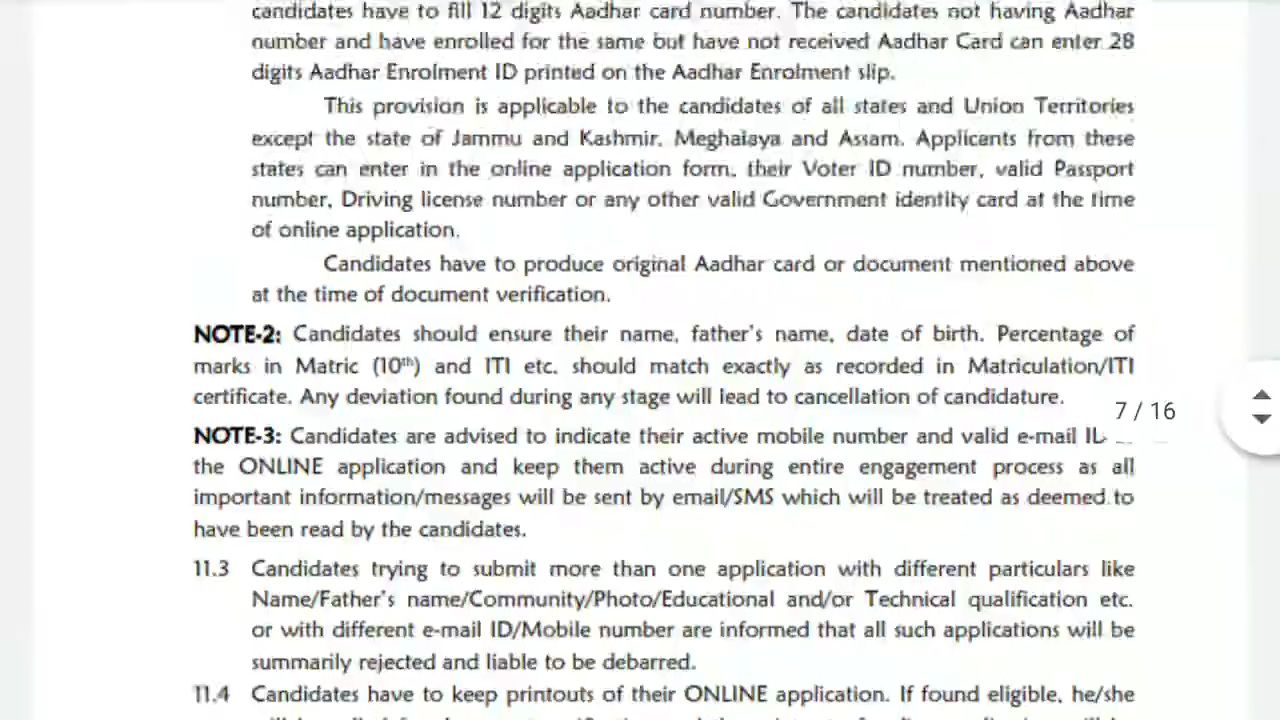 candidates have to fill 12 digits Aadhar card number. The candidates not having Aadhar
number and have enrolled for the same but have not received Aadhar Card can enter 28
digits Aadhar Enrolment ID printed on the Aadhar Enrolment slip.
This provision is applicable to the candidates of all states and Union Territories
except the state of Jammu and Kashmir, Meghalaya and Assam. Applicants from these
states can enter in the online application form, their Voter ID number, valid Passport
number, Driving license number or any other valid Government identity card at the time
of online application.
Candidates have to produce original Aadhar card or document mentioned above
at the time of document verification.
NOTE-2: Candidates should ensure their name, father's name, date of birth. Percentage of
marks in Matric (10th) and ITI etc. should match exactly as recorded in Matriculation/ITI
certificate. Any deviation found during any stage will lead to cancellation of candidature.
7 / 16
NOTE-3: Candidates are advised to indicate their active mobile number and valid e-mail
the ONLINE application and keep them active during entire engagement process as all
important information/messages will be sent by email/SMS which will be treated as deemed to
have been read by the candidates.
11.3 Candidates trying to submit more than one application with different particulars like
Name/Father's name/Community/Photo/Educational and/or Technical qualification etc.
or with different e-mail ID/Mobile number are informed that all such applications will be
summarily rejected and liable to be debarred.
11.4 Candidates have to keep printouts of their ONLINE application. If found eligible, he/she